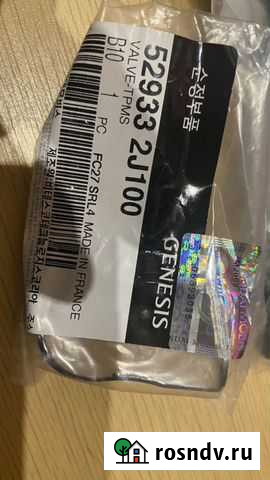 순정부품
52933 2J100
VALVE-TPMS
B10 1 PC
FC27 SRL4 MADE IN FRANCE
GENESIS
rosndv.ru